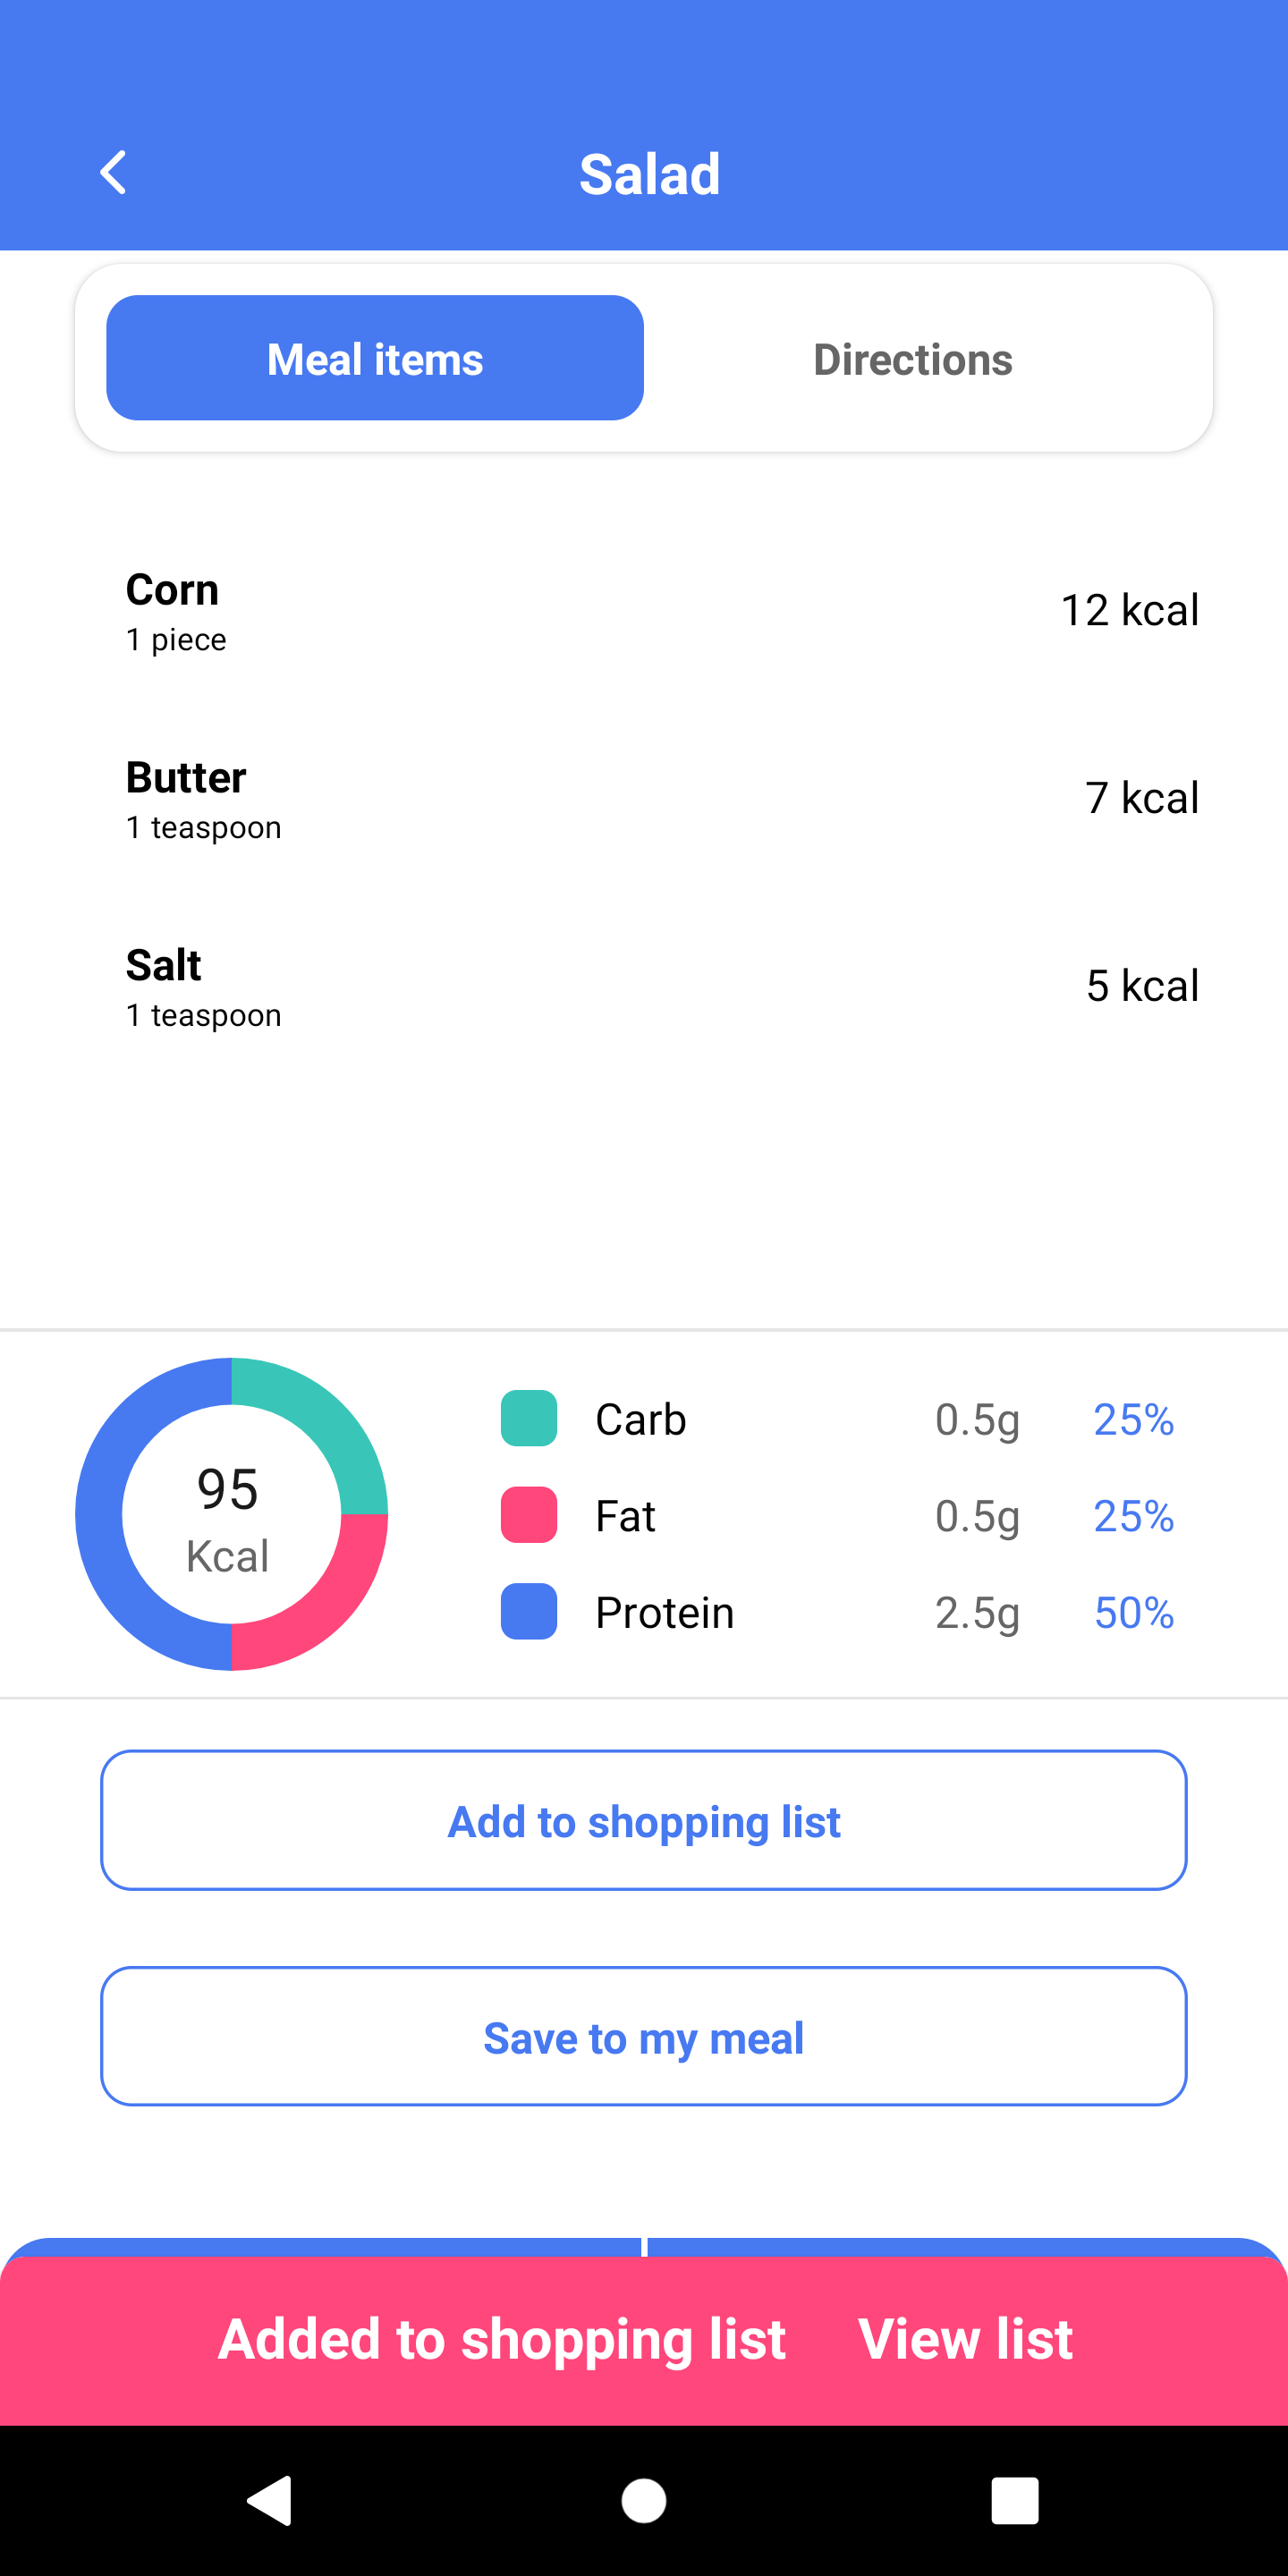 Salad
Meal items Directions
Corn
1 piece
12 kcal
Butter
1 teaspoon
7 kcal
Salt
1 teaspoon
5 kcal
95
Kcal
Carb 0.5g 25%
Fat 0.5g 25%
Protein 2.5g 50%
Add to shopping list
Save to my meal
Added to shopping list View list